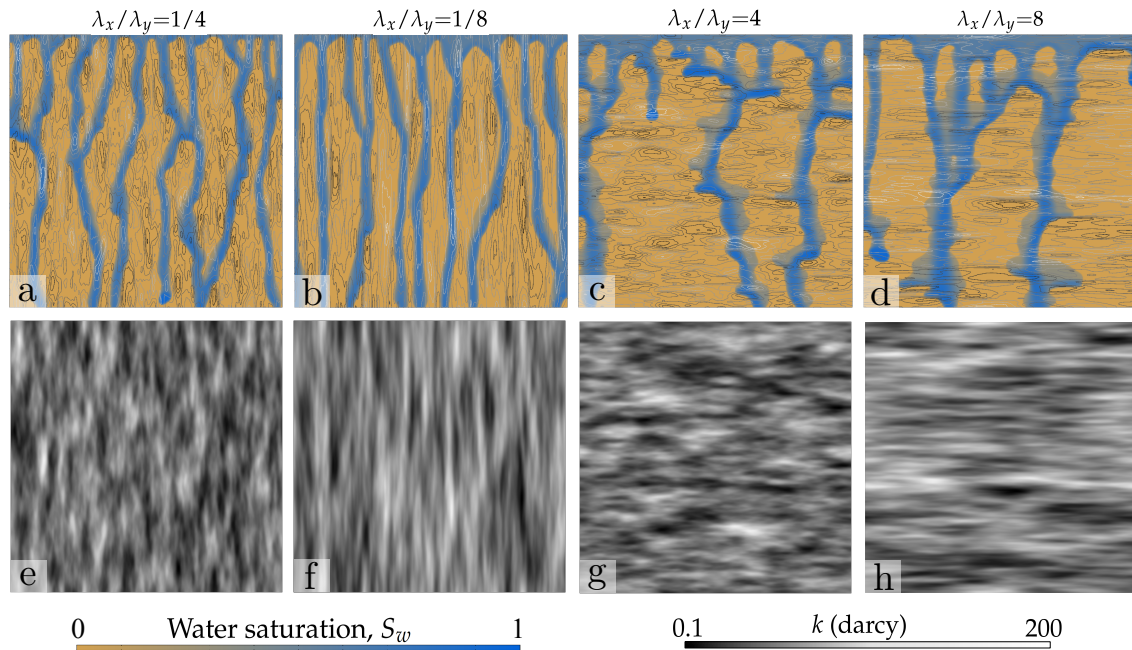 λx/λy=1/4 λx/λy=1/8 λx/λy=4 λx/λy=8
a b c d
e f g h
0 Water saturation, Sw 1
0.1 k (darcy) 200